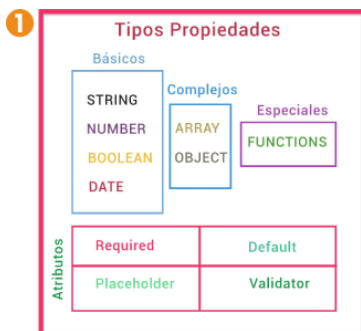 1
Tipos Propiedades
Básicos
STRING
NUMBER
BOOLEAN
DATE
Complejos
ARRAY
OBJECT
Especiales
FUNCTIONS
Atributos
Required
Default
Placeholder
Validator